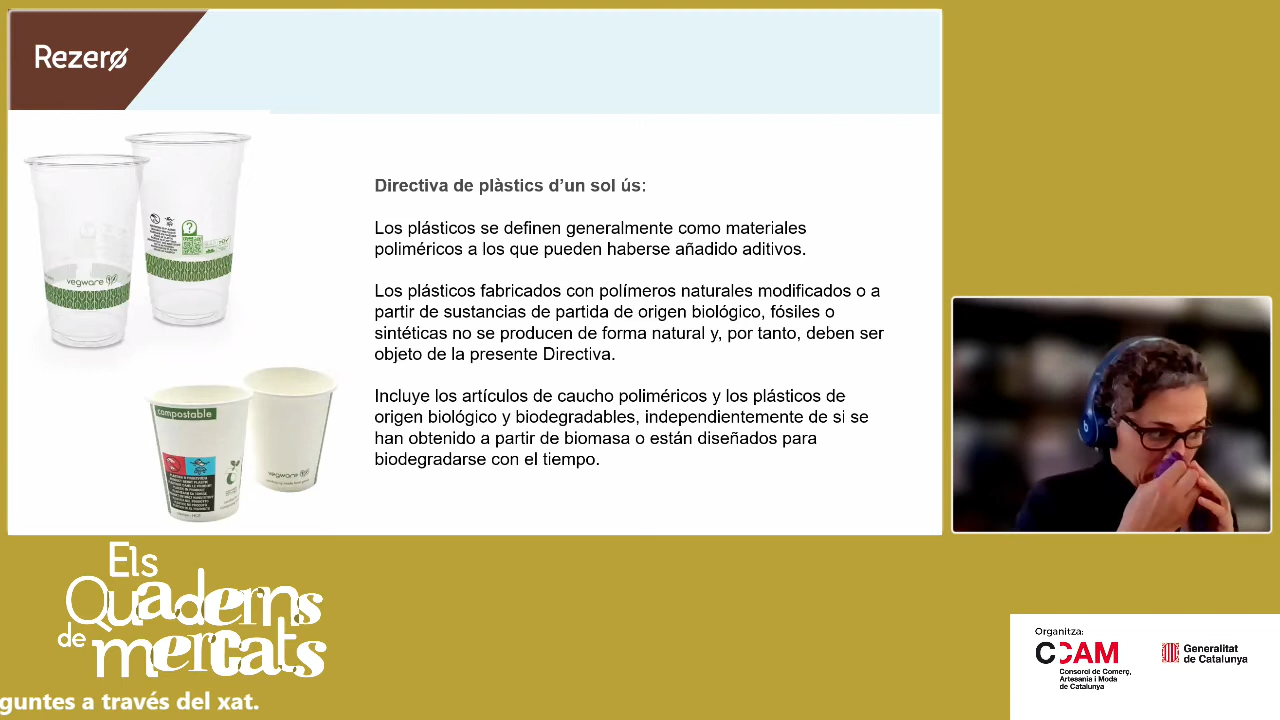 Rezero
Directiva de plàstics d'un sol ús:
Los plásticos se definen generalmente como materiales
poliméricos a los que pueden haberse añadido aditivos.
Los plásticos fabricados con polímeros naturales modificados o a
partir de sustancias de partida de origen biológico, fósiles o
sintéticas no se producen de forma natural y, por tanto, deben ser
objeto de la presente Directiva.
Incluye los artículos de caucho poliméricos y los plásticos de
origen biológico y biodegradables, independientemente de si se
han obtenido a partir de biomasa o están diseñados para
biodegradarse con el tiempo.
vegware
compostable
vegware
Els
Quaderns
de mercats
guntes a través del xat.
Organitza:
CCAM
Consorci de Comerç,
Artesania i Moda
de Catalunya
Generalitat
de Catalunya